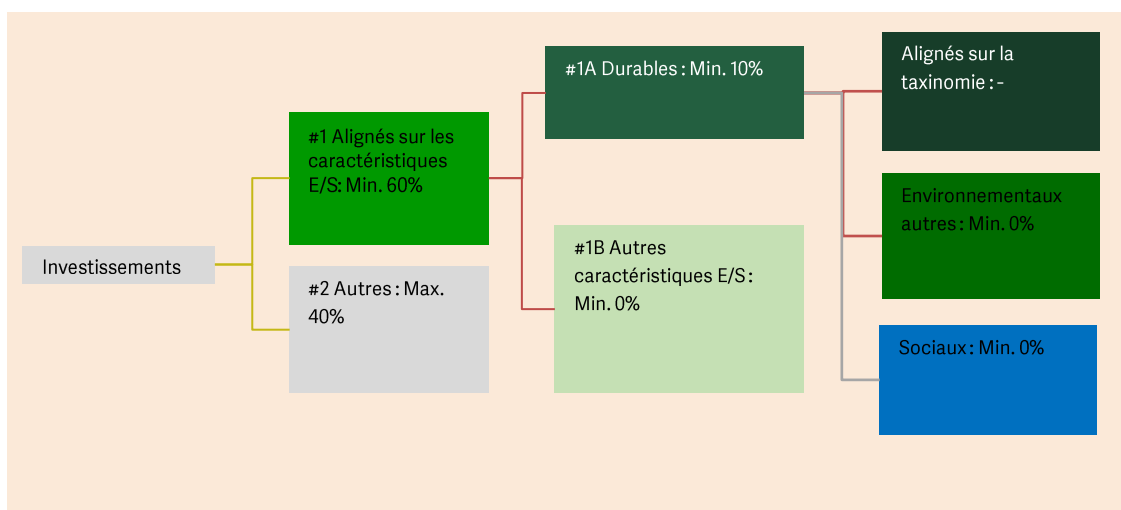 Investissements
#1 Alignés sur les
caractéristiques
E/S: Min. 60%
#2 Autres : Max.
40%
#1A Durables : Min. 10%
#1B Autres
caractéristiques E/S :
Min. 0%
Alignés sur la
taxinomie : -
Environnementaux
autres : Min. 0%
Sociaux : Min. 0%